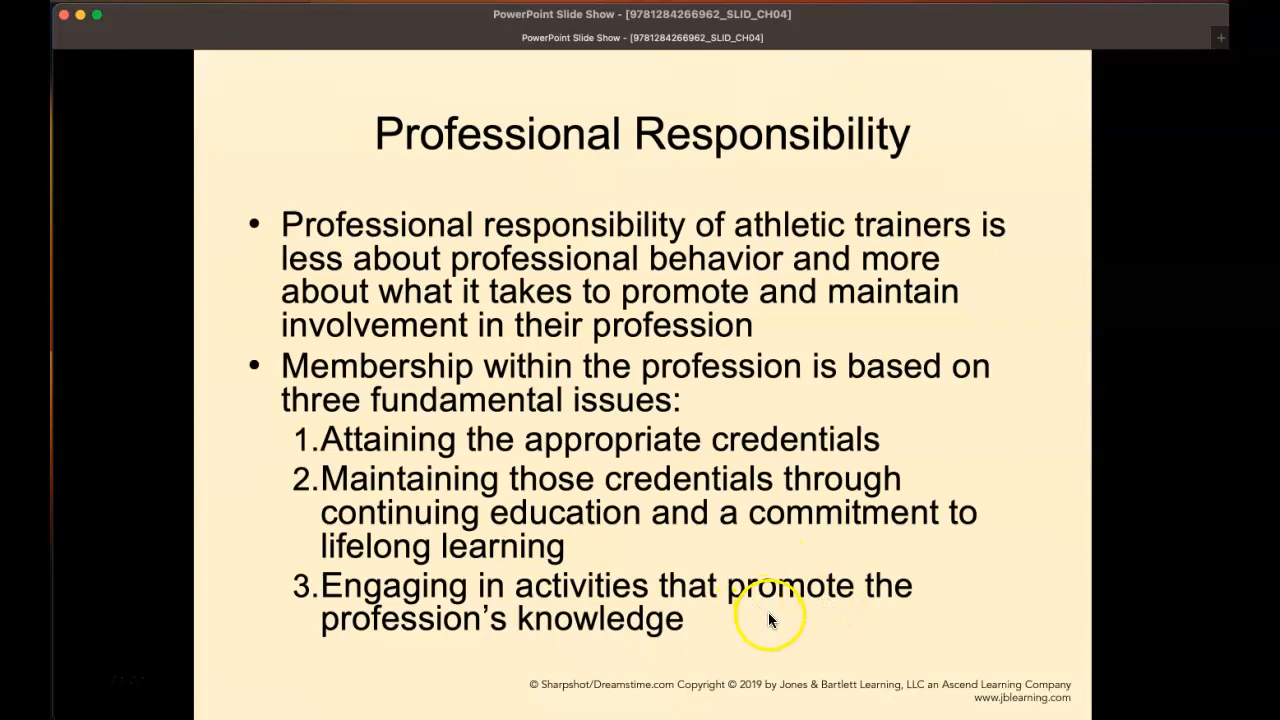 PowerPoint Slide Show - [9781284266962_SLID_CH04]
PowerPoint Slide Show - [9781284266962_SLID_CH04]
Professional Responsibility
• Professional responsibility of athletic trainers is
less about professional behavior and more
about what it takes to promote and maintain
involvement in their profession
• Membership within the profession is based on
three fundamental issues:
1.Attaining the appropriate credentials
2.Maintaining those credentials through
continuing education and a commitment to
lifelong learning
3.Engaging in activities that promote the
profession’s knowledge
© Sharpshot/Dreamstime.com Copyright © 2019 by Jones & Bartlett Learning, LLC an Ascend Learning Company
www.jblearning.com